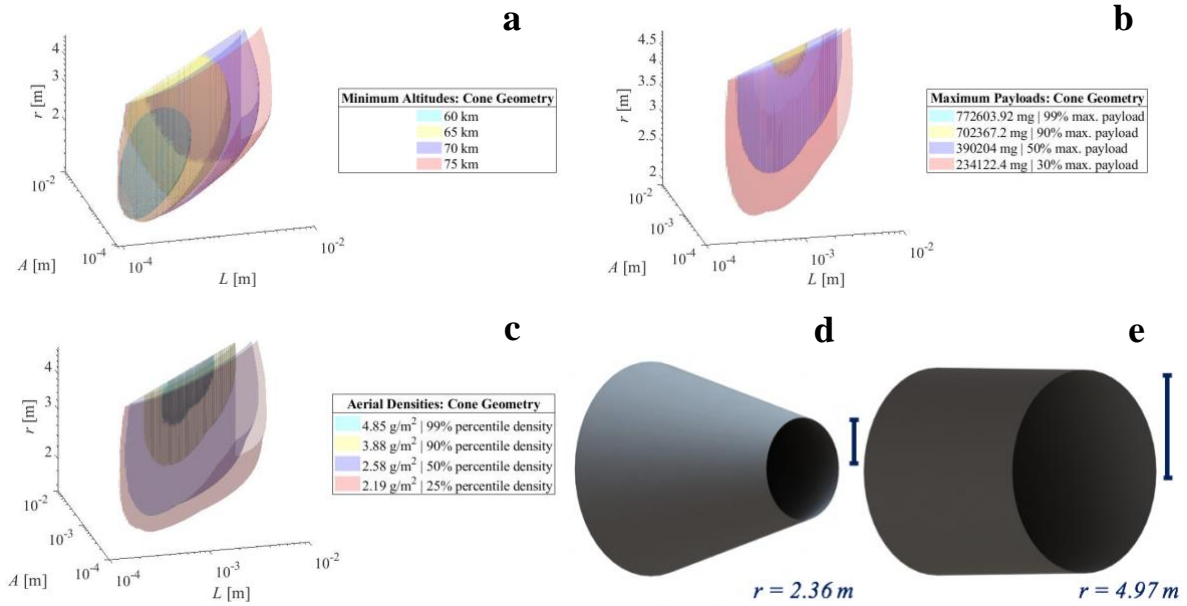 a
r [m]
4
3
2
10-2
A [m]
10-4
10-4
L [m]
10-2
Minimum Altitudes: Cone Geometry
60 km
65 km
70 km
75 km
b
r [m]
4.5
4
3.5
3
2.5
2
10-2
10-3
A [m]
10-4
10-4
10-3
L [m]
10-2
Maximum Payloads: Cone Geometry
772603.92 mg | 99% max. payload
702367.2 mg | 90% max. payload
390204 mg | 50% max. payload
234122.4 mg | 30% max. payload
c
r [m]
4
3
2
10-2
10-3
A [m]
10-4
10-4
10-3
L [m]
10-2
Aerial Densities: Cone Geometry
4.85 g/m2 | 99% percentile density
3.88 g/m2 | 90% percentile density
2.58 g/m2 | 50% percentile density
2.19 g/m2 | 25% percentile density
d
r = 2.36 m
e
r = 4.97 m